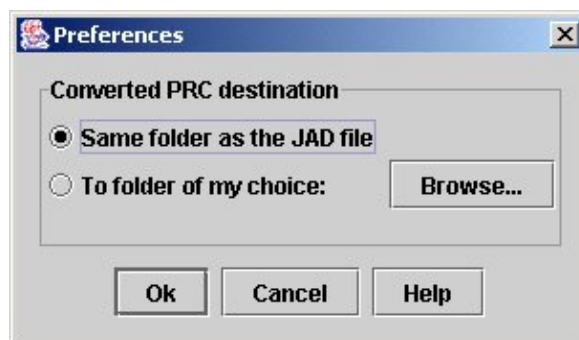 Preferences
Converted PRC destination
Same folder as the JAD file
To folder of my choice: Browse...
Ok Cancel Help